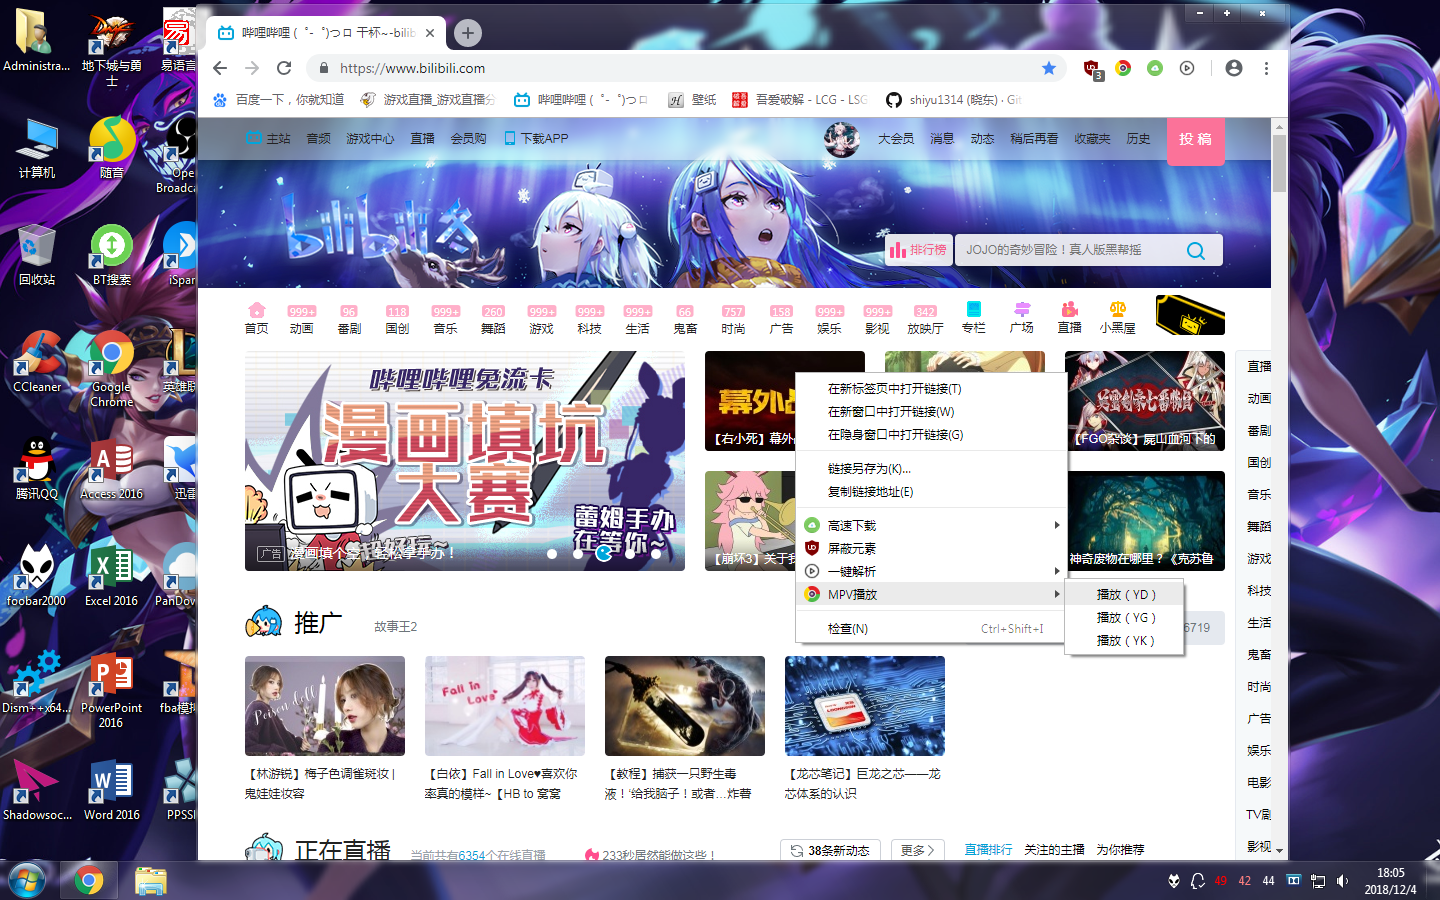 Administra...
地下城与勇士
易语言
计算机
随音
Ope
Broadca
回收站
BT搜索
iSpar
CCleaner
Google Chrome
英雄联
腾讯QQ
Access 2016
迅雷
foobar2000
Excel 2016
PanDow
Dism++x64...
PowerPoint 2016
fba模拟
Shadowsoc...
Word 2016
PPSSI
哔哩哔哩 (゜-゜)つロ 干杯~-bilib
https://www.bilibili.com
3
百度一下，你就知道
游戏直播_游戏直播分
哔哩哔哩 (゜-゜)つロ
壁纸
吾爱破解 - LCG - LSG
shiyu1314 (晓东) · Git
主站 音频 游戏中心 直播 会员购 下载APP
大会员 消息 动态 稍后再看 收藏夹 历史 投稿
bilibili冬
排行榜
JOJO的奇妙冒险！真人版黑帮摇
999+ 96 118 999+ 260 999+ 999+ 999+ 66 757 158 999+ 999+ 342
首页 动画 番剧 国创 音乐 舞蹈 游戏 科技 生活 鬼畜 时尚 广告 娱乐 影视 放映厅 专栏 广场 直播 小黑屋
哔哩哔哩免流卡
漫画填坑
大赛
蕾姆手办
在等你~
广告 漫画填个签，轻松拿手办！
幕外占
【右小死】幕外占
【FGO杂谈】屍山血河下的
【崩坏3】关于我
神奇废物在哪里？《克苏鲁
在新标签页中打开链接(T)
在新窗口中打开链接(W)
在隐身窗口中打开链接(G)
链接另存为(K)...
复制链接地址(E)
高速下载
屏蔽元素
一键解析
MPV播放
检查(N) Ctrl+Shift+I
播放（YD）
播放（YG）
播放（YK）
6719
直播
动画
番剧
国创
音乐
舞蹈
游戏
科技
生活
鬼畜
时尚
广告
娱乐
电影
TV剧
影视
推广 故事王2
Poison doll
Fall in
Love
LOONGSON
【林游锐】梅子色调雀斑妆 |
鬼娃娃妆容
【白依】Fall in Love♥喜欢你
率真的模样~【HB to 窝窝
【教程】捕获一只野生毒
液！‘给我脑子！或者…炸薯
【龙芯笔记】巨龙之芯——龙
芯体系的认识
正在直播
当前共有6354个在线直播
233秒居然能做这些！
38条新动态
更多
直播排行 关注的主播 为你推荐
49 42 44
18:05
2018/12/4